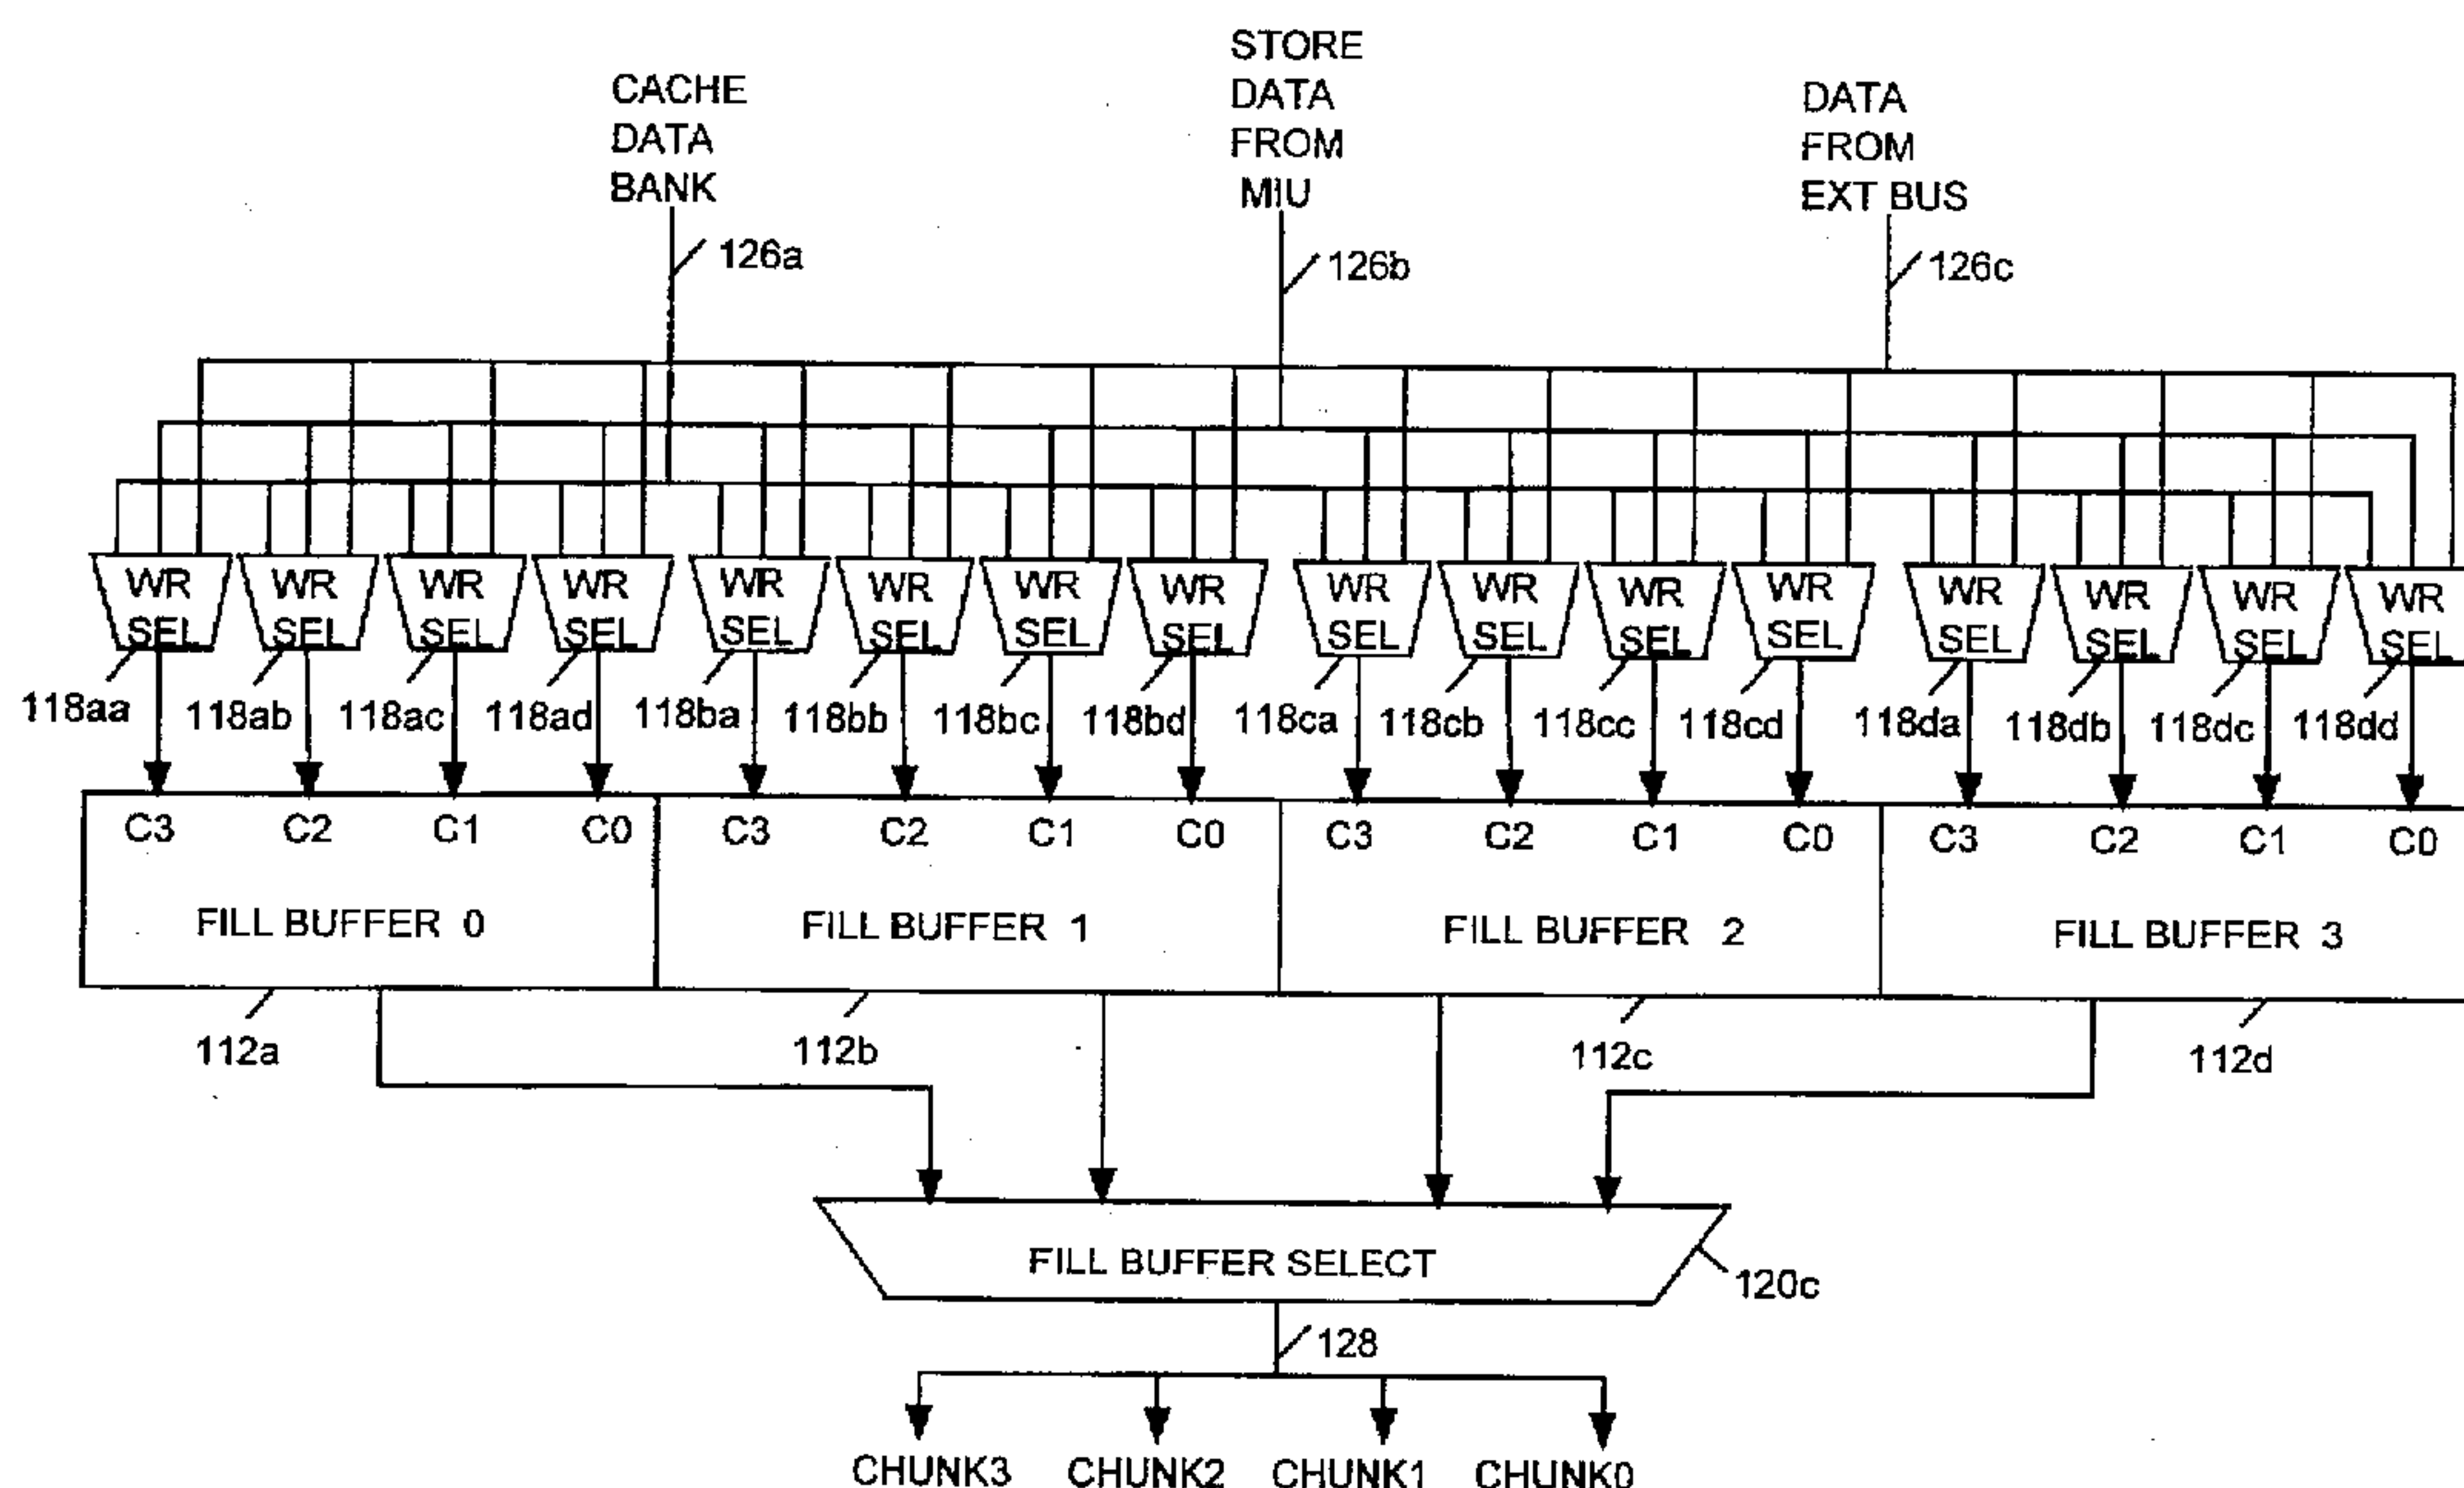 CACHE
DATA
BANK
STORE
DATA
FROM
MIU
DATA
FROM
EXT BUS
126a
126b
126c
WR SEL WR SEL WR SEL WR SEL WR SEL WR SEL WR SEL WR SEL WR SEL WR SEL WR SEL WR SEL WR SEL WR SEL WR SEL WR SEL
118aa 118ab 118ac 118ad 118ba 118bb 118bc 118bd 118ca 118cb 118cc 118cd 118da 118db 118dc 118dd
C3 C2 C1 C0 C3 C2 C1 C0 C3 C2 C1 C0 C3 C2 C1 C0
FILL BUFFER 0 FILL BUFFER 1 FILL BUFFER 2 FILL BUFFER 3
112a 112b 112c 112d
FILL BUFFER SELECT
120c
128
CHUNK3 CHUNK2 CHUNK1 CHUNK0